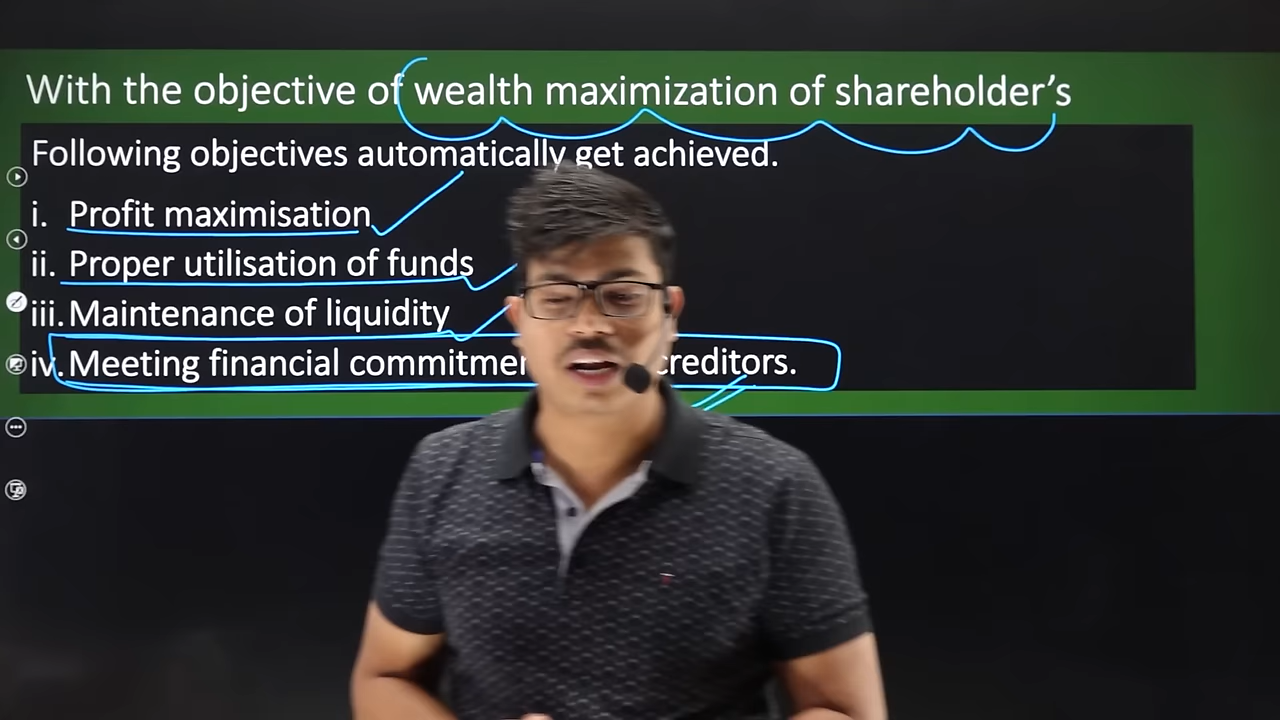 With the objective of wealth maximization of shareholder's
Following objectives automatically get achieved.
i. Profit maximisation
ii. Proper utilisation of funds
iii. Maintenance of liquidity
iv. Meeting financial creditors.